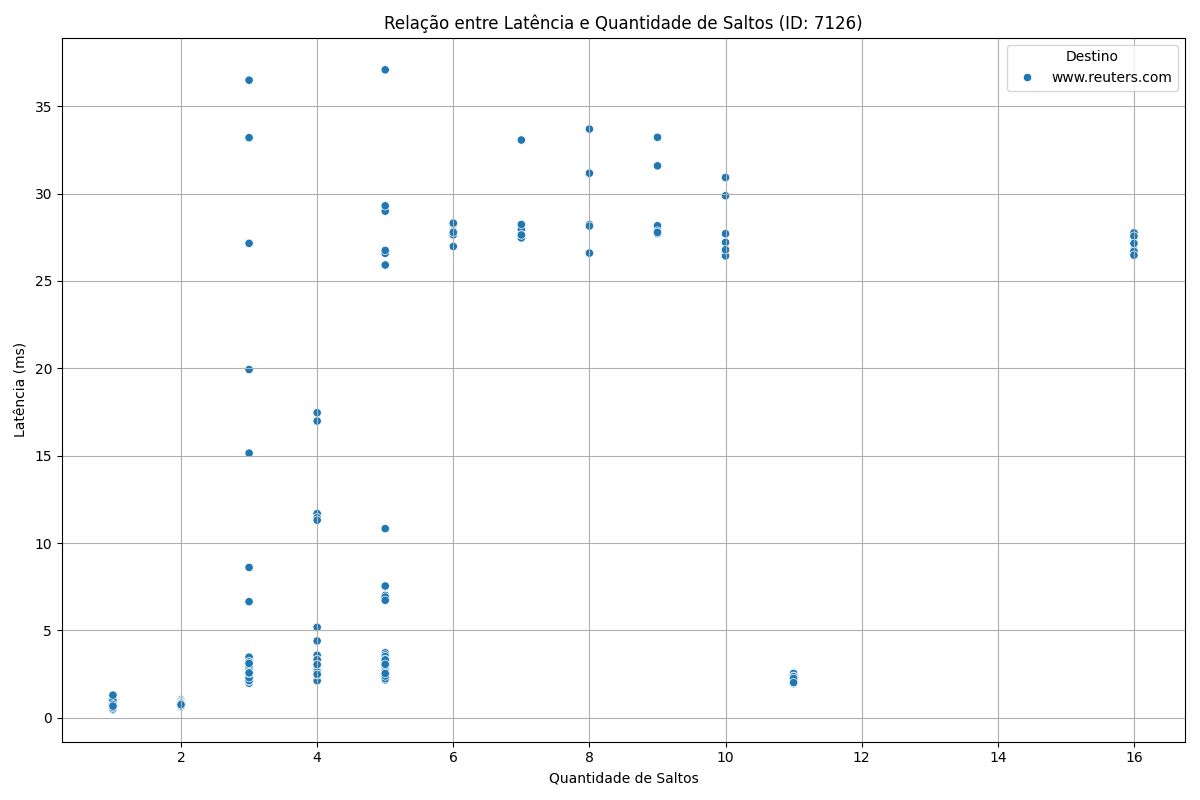 Relação entre Latência e Quantidade de Saltos (ID: 7126)
Destino
www.reuters.com
Latência (ms)
35
30
25
20
15
10
5
0
2 4 6 8 10 12 14 16
Quantidade de Saltos